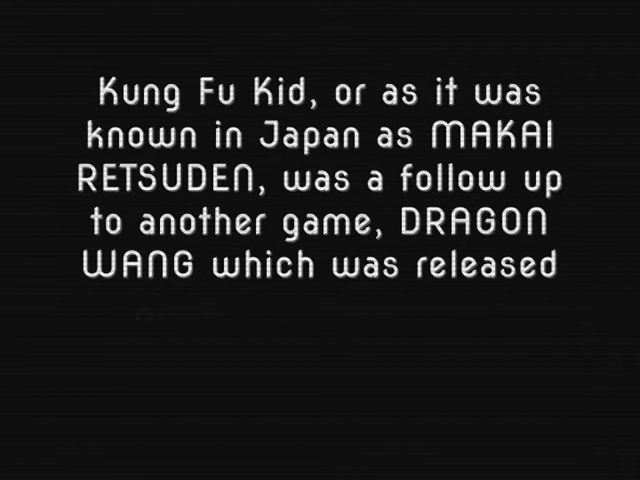 Kung Fu Kid, or as it was
known in Japan as MAKAI
RETSUDEN, was a follow up
to another game, DRAGON
WANG which was released